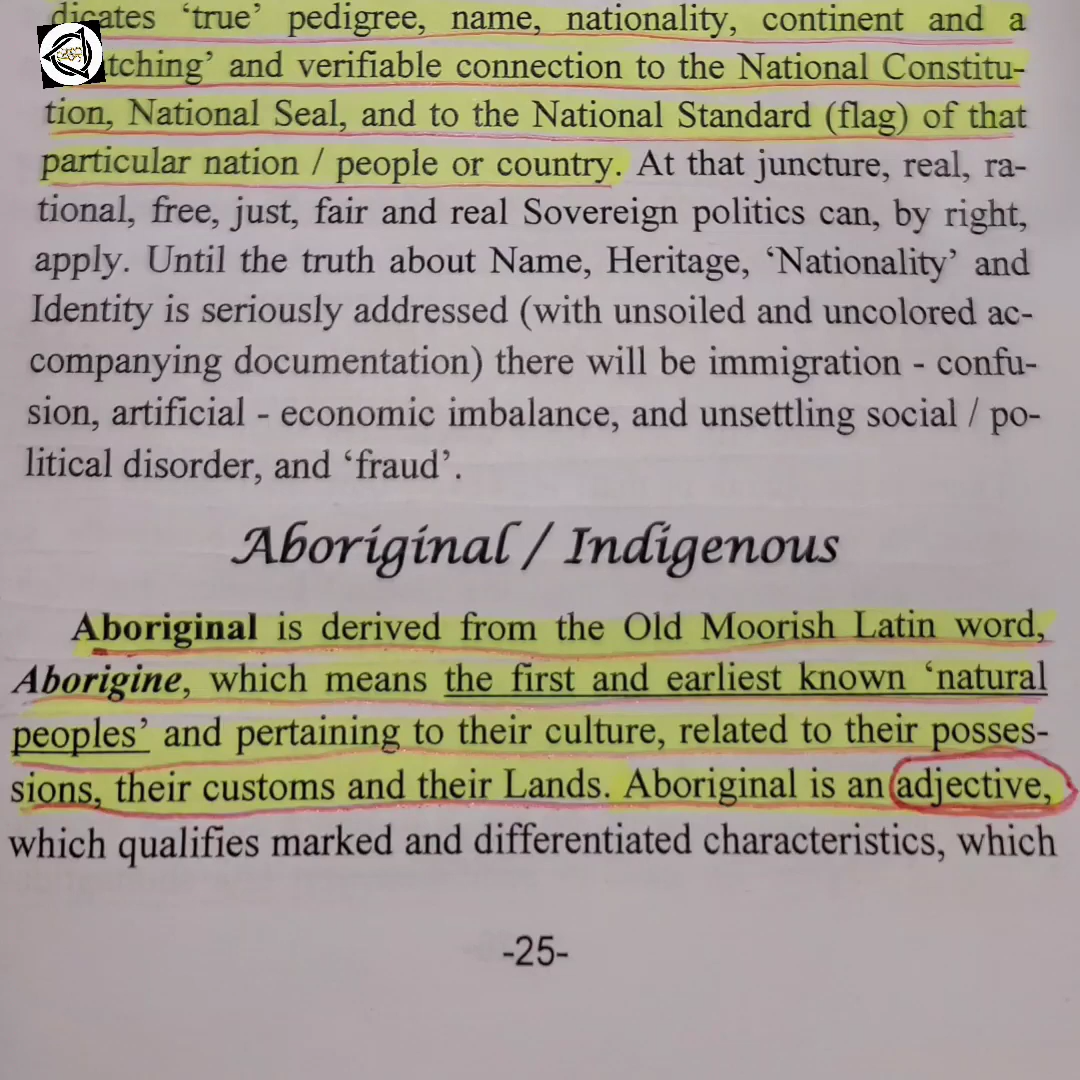 dicates ‘true’ pedigree, name, nationality, continent and a
tching’ and verifiable connection to the National Constitu-
tion, National Seal, and to the National Standard (flag) of that
particular nation / people or country. At that juncture, real, ra-
tional, free, just, fair and real Sovereign politics can, by right,
apply. Until the truth about Name, Heritage, ‘Nationality’ and
Identity is seriously addressed (with unsoiled and uncolored ac-
companying documentation) there will be immigration - confu-
sion, artificial - economic imbalance, and unsettling social / po-
litical disorder, and ‘fraud’.
Aboriginal / Indigenous
Aboriginal is derived from the Old Moorish Latin word,
Aborigine, which means the first and earliest known ‘natural
peoples’ and pertaining to their culture, related to their posses-
sions, their customs and their Lands. Aboriginal is an adjective,
which qualifies marked and differentiated characteristics, which
-25-